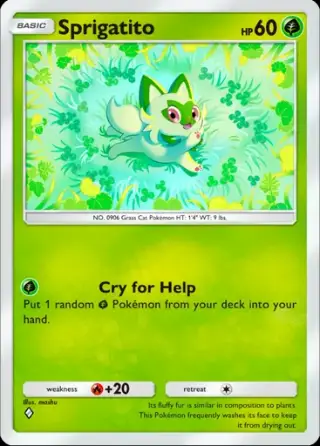 BASIC
Sprigatito
HP60
NO. 0906 Grass Cat Pokémon HT: 1'4" WT: 9 lbs.
Cry for Help
Put 1 random Pokémon from your deck into your
hand.
weakness +20 retreat
Illus. mashu
Its fluffy fur is similar in composition to plants.
This Pokémon frequently washes its face to keep
it from drying out.